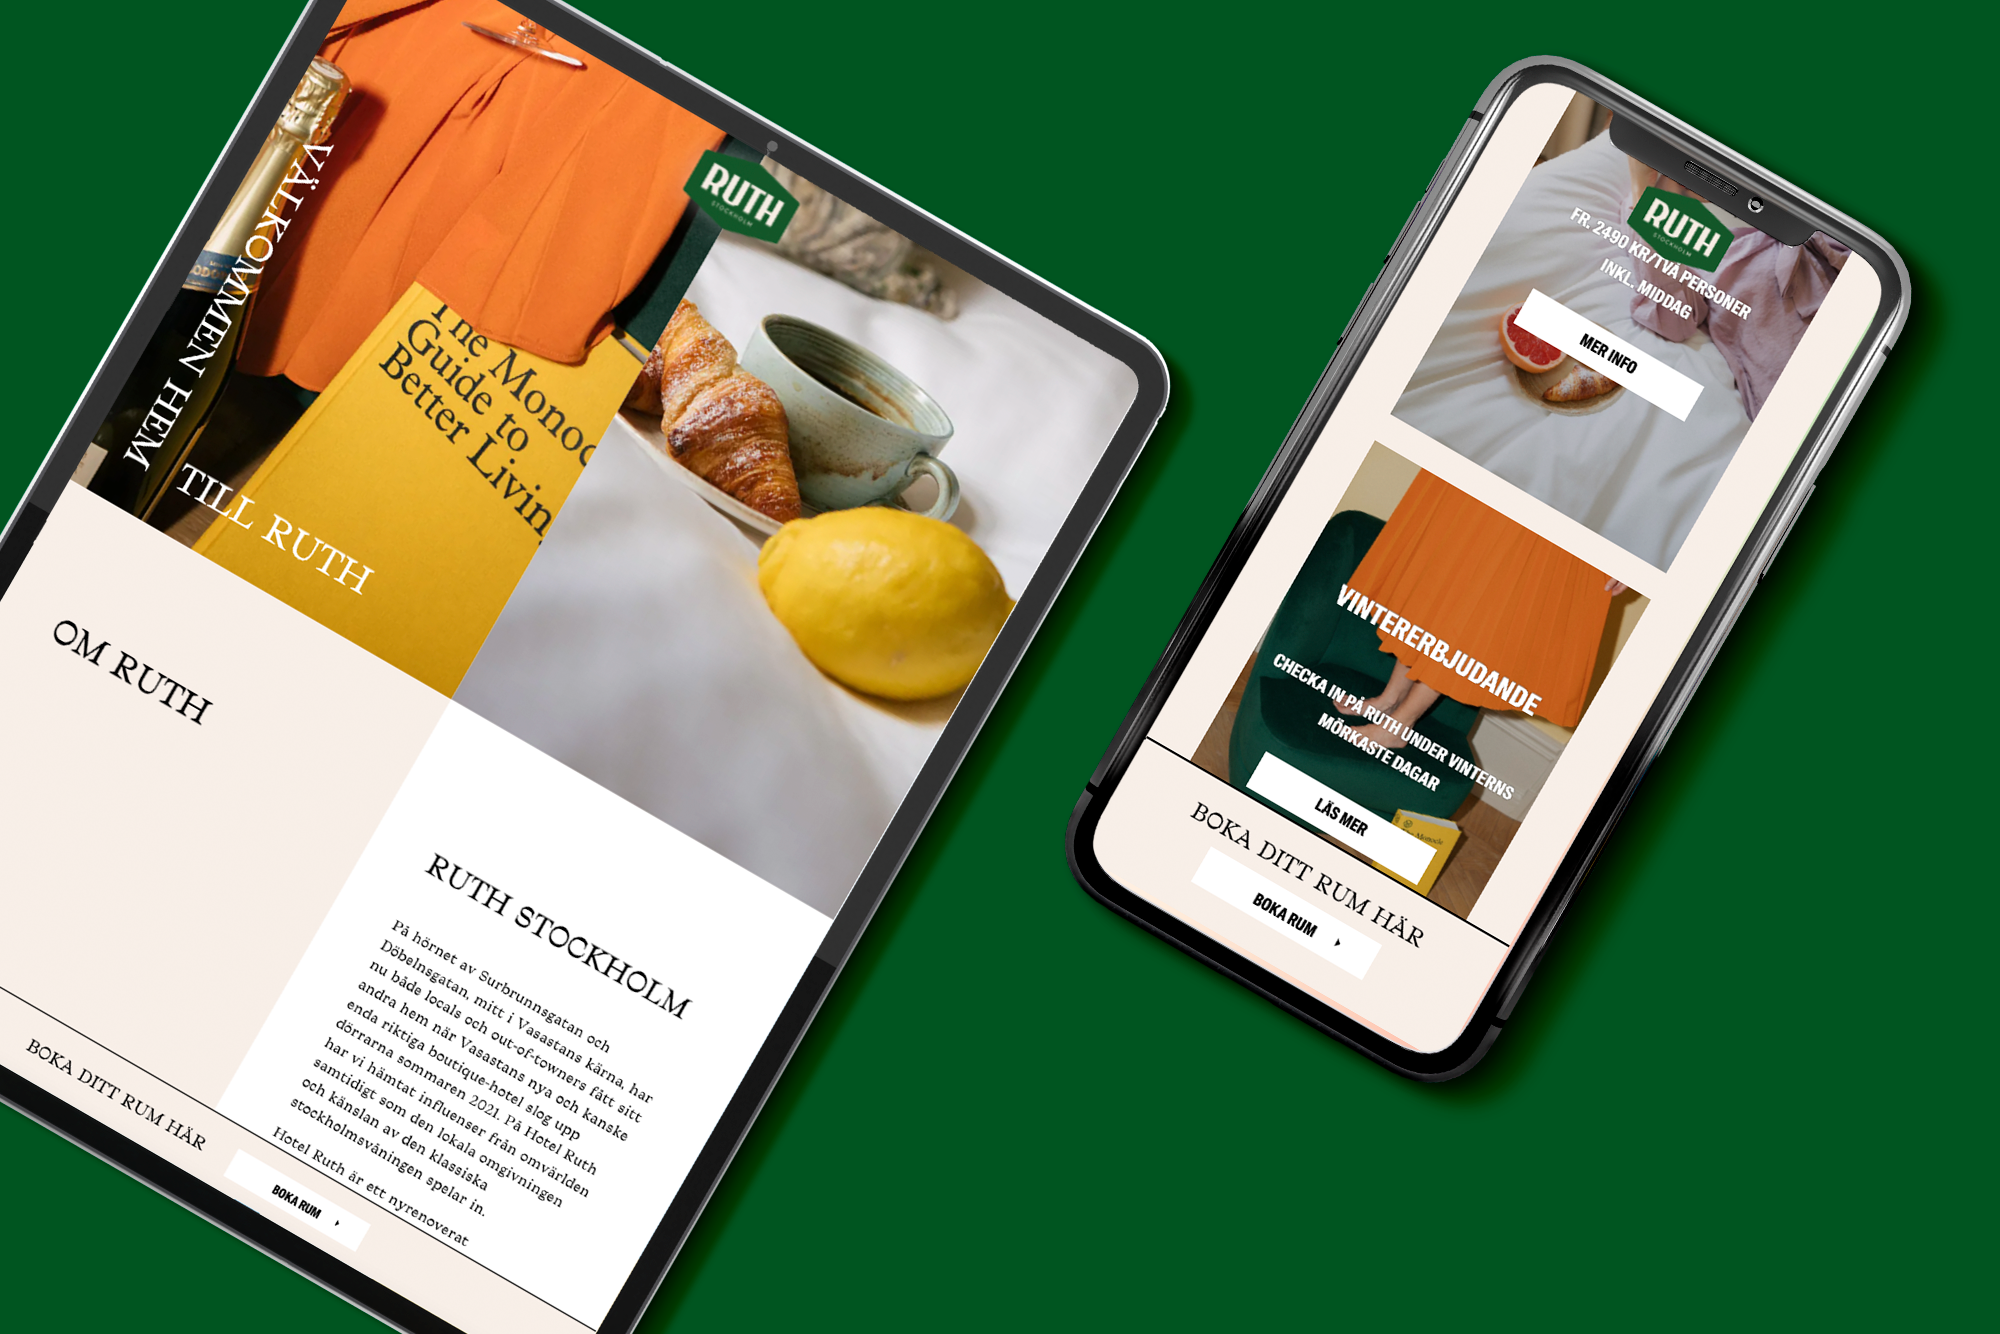 VÄLKOMMEN HEM
TILL RUTH
The Monoc
Guide to
Better Livin
RUTH
STOCKHOLM
OM RUTH
RUTH STOCKHOLM
På hörnet av Surbrunnsgatan och
Döbelnsgatan, mitt i Vasastans kärna, har
nu både locals och out-of-towners fått sitt
andra hem när Vasastans nya och kanske
enda riktiga boutique-hotel slog upp
dörrarna sommaren 2021. På Hotel Ruth
har vi hämtat influenser från omvärlden
samtidigt som den lokala omgivningen
och känslan av den klassiska
stockholmsvåningen spelar in.
Hotel Ruth är ett nyrenoverat
BOKA DITT RUM HÄR
BOKA RUM
RUTH
STOCKHOLM
FR. 2490 KR/TVÅ PERSONER
INKL. MIDDAG
MER INFO
VINTERERBJUDANDE
CHECKA IN PÅ RUTH UNDER VINTERNS
MÖRKASTE DAGAR
LÄS MER
BOKA DITT RUM HÄR
BOKA RUM